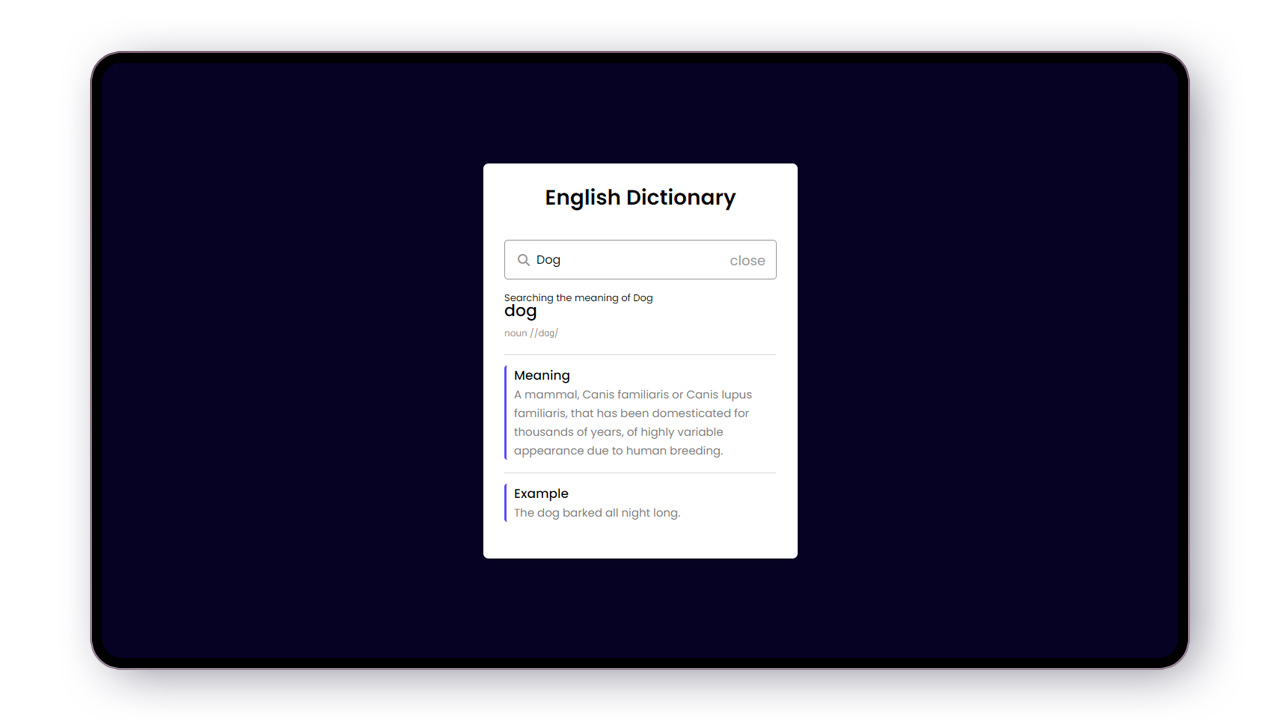 English Dictionary
Dog
close
Searching the meaning of Dog
dog
noun //dɑg/
Meaning
A mammal, Canis familiaris or Canis lupus
familiaris, that has been domesticated for
thousands of years, of highly variable
appearance due to human breeding.
Example
The dog barked all night long.